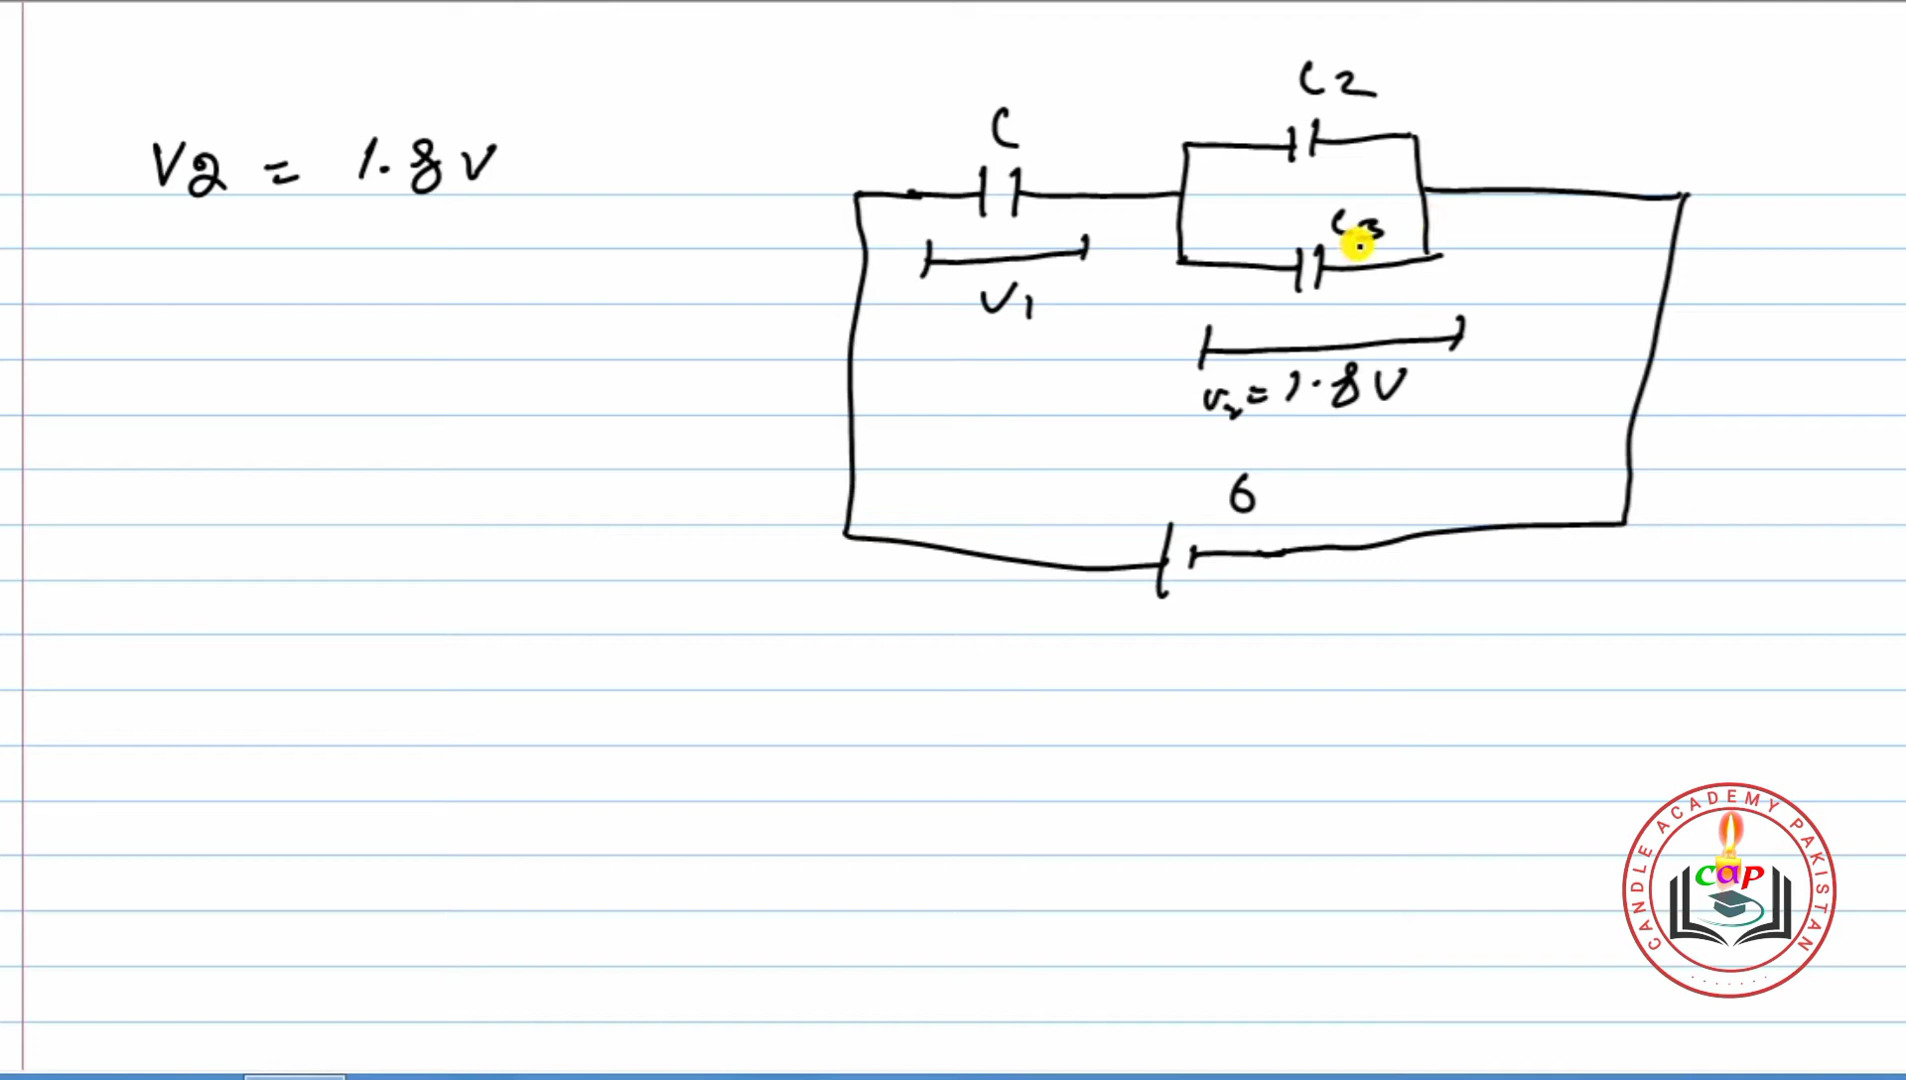 C2
C
V2 = 1.8 V
C3
V1
V2 = 1.8 V
6
CANDLE ACADEMY PAKISTAN
cap